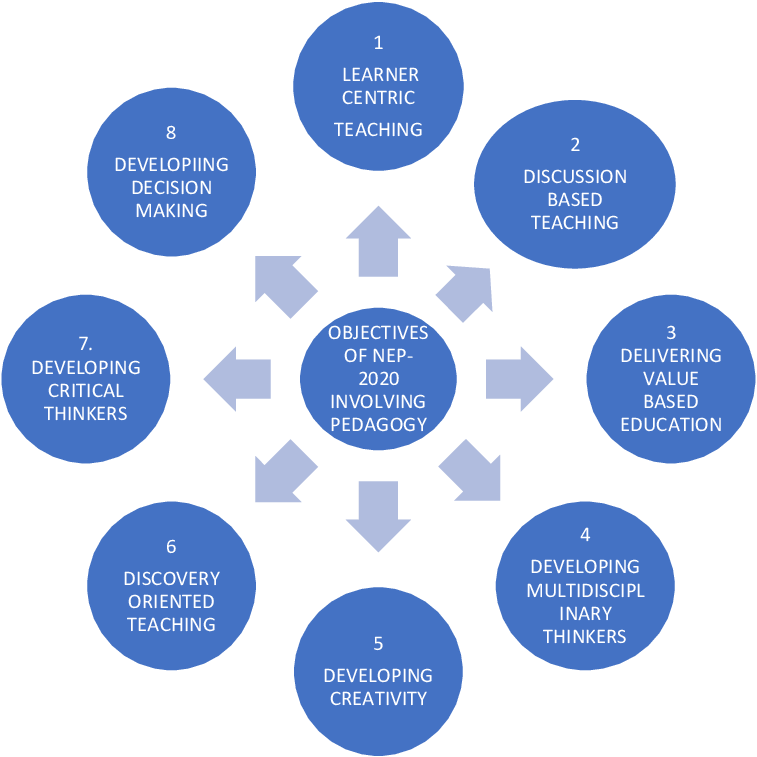 1
LEARNER
CENTRIC
TEACHING
2
DISCUSSION
BASED
TEACHING
3
DELIVERING
VALUE
BASED
EDUCATION
4
DEVELOPING
MULTIDISCIPL
INARY
THINKERS
5
DEVELOPING
CREATIVITY
6
DISCOVERY
ORIENTED
TEACHING
7.
DEVELOPING
CRITICAL
THINKERS
8
DEVELOPIING
DECISION
MAKING
OBJECTIVES
OF NEP-
2020
INVOLVING
PEDAGOGY